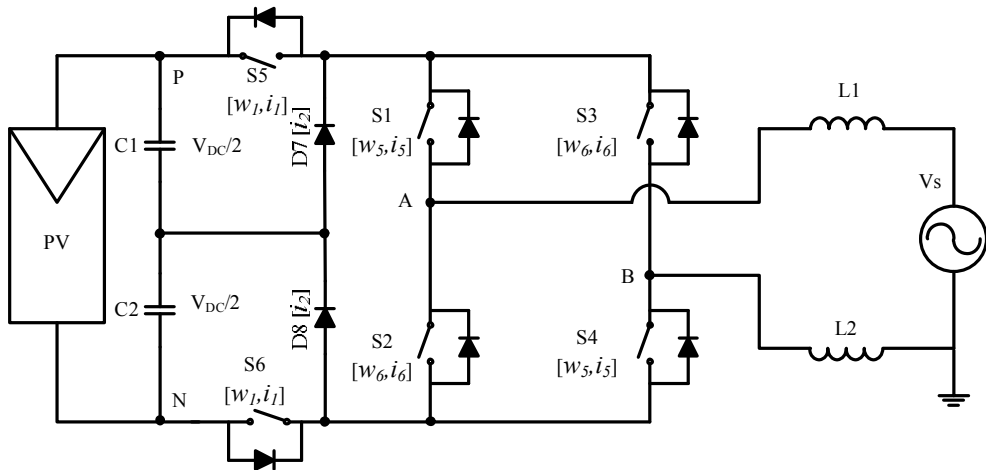 P
S5
[w1,i1]
C1
VDC/2
D7 [i2]
S1
[w5,i5]
S3
[w6,i6]
L1
A
Vs
PV
B
C2
VDC/2
D8 [i2]
S2
[w6,i6]
S4
[w5,i5]
L2
S6
[w1,i1]
N